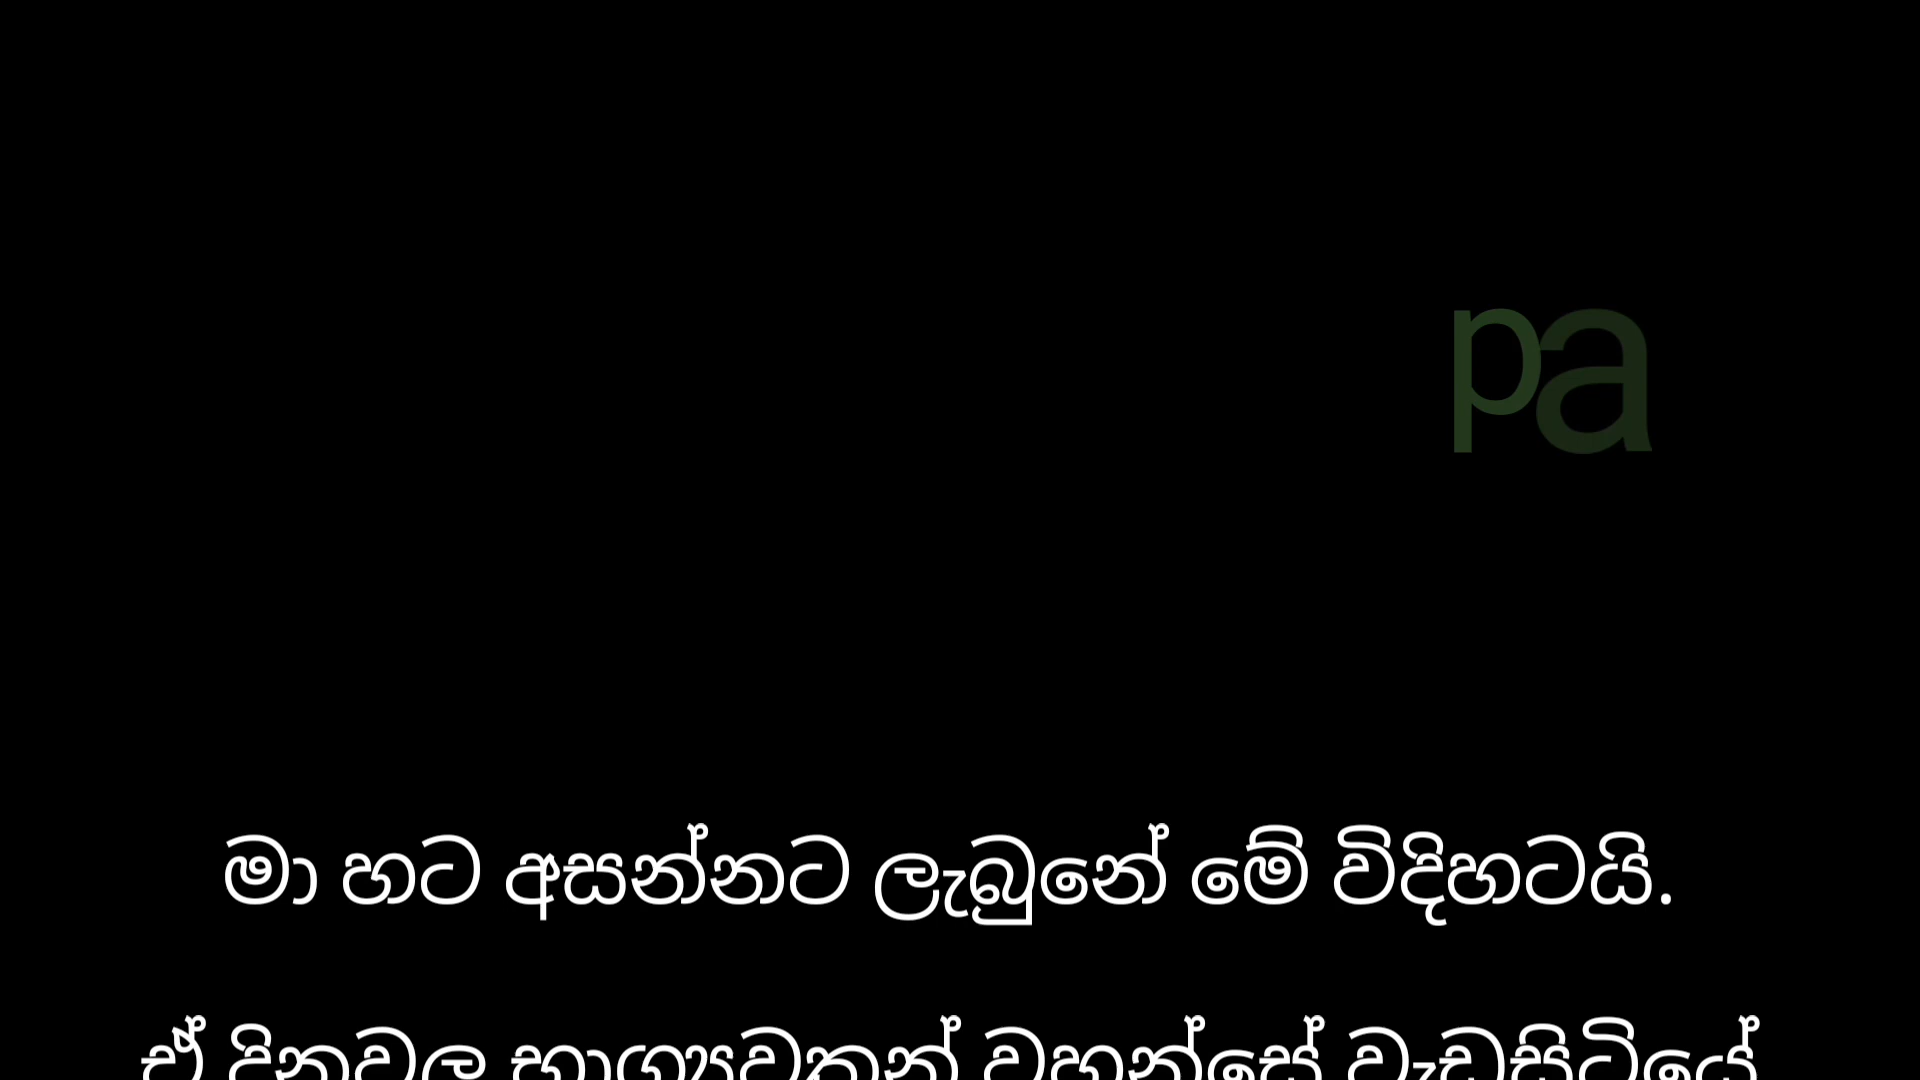 pa
මා හට අසන්නට ලැබුනේ මේ විදිහටයි.
ඒ දිනවල භාග්‍යවතුන් වහන්සේ වැඩසිටියේ